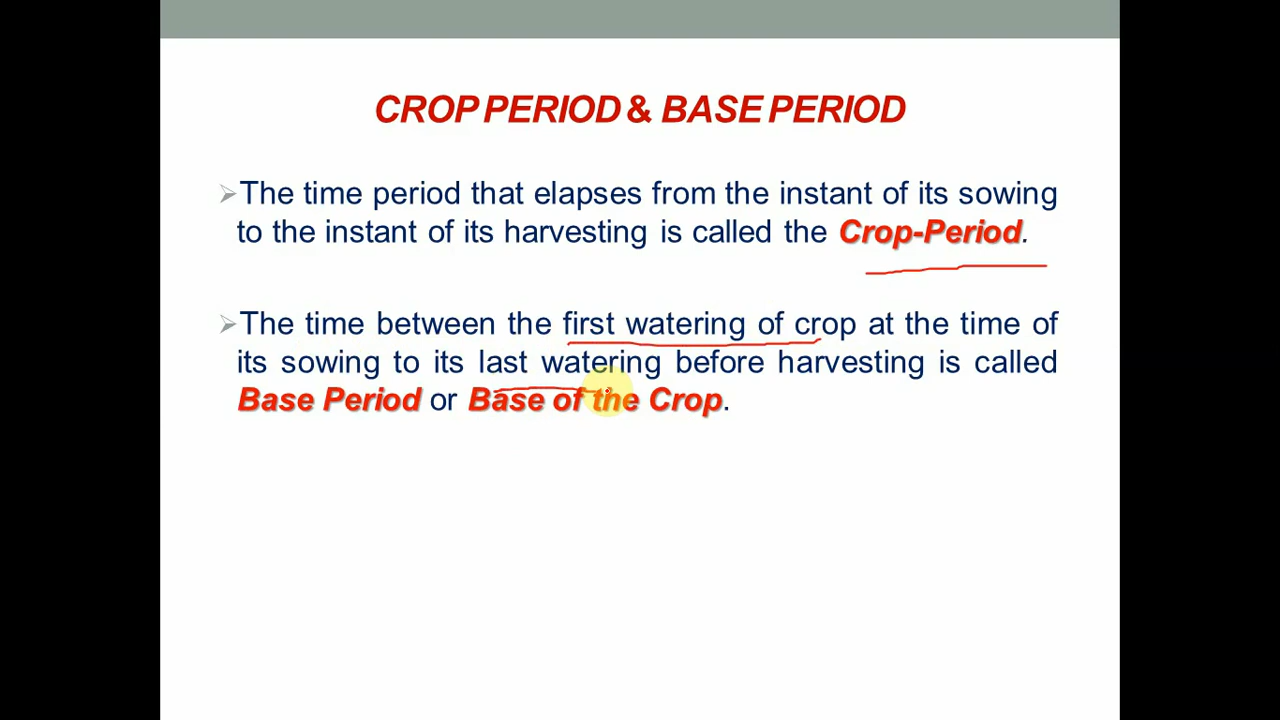 CROP PERIOD & BASE PERIOD
The time period that elapses from the instant of its sowing
to the instant of its harvesting is called the Crop-Period.
The time between the first watering of crop at the time of
its sowing to its last watering before harvesting is called
Base Period or Base of the Crop.